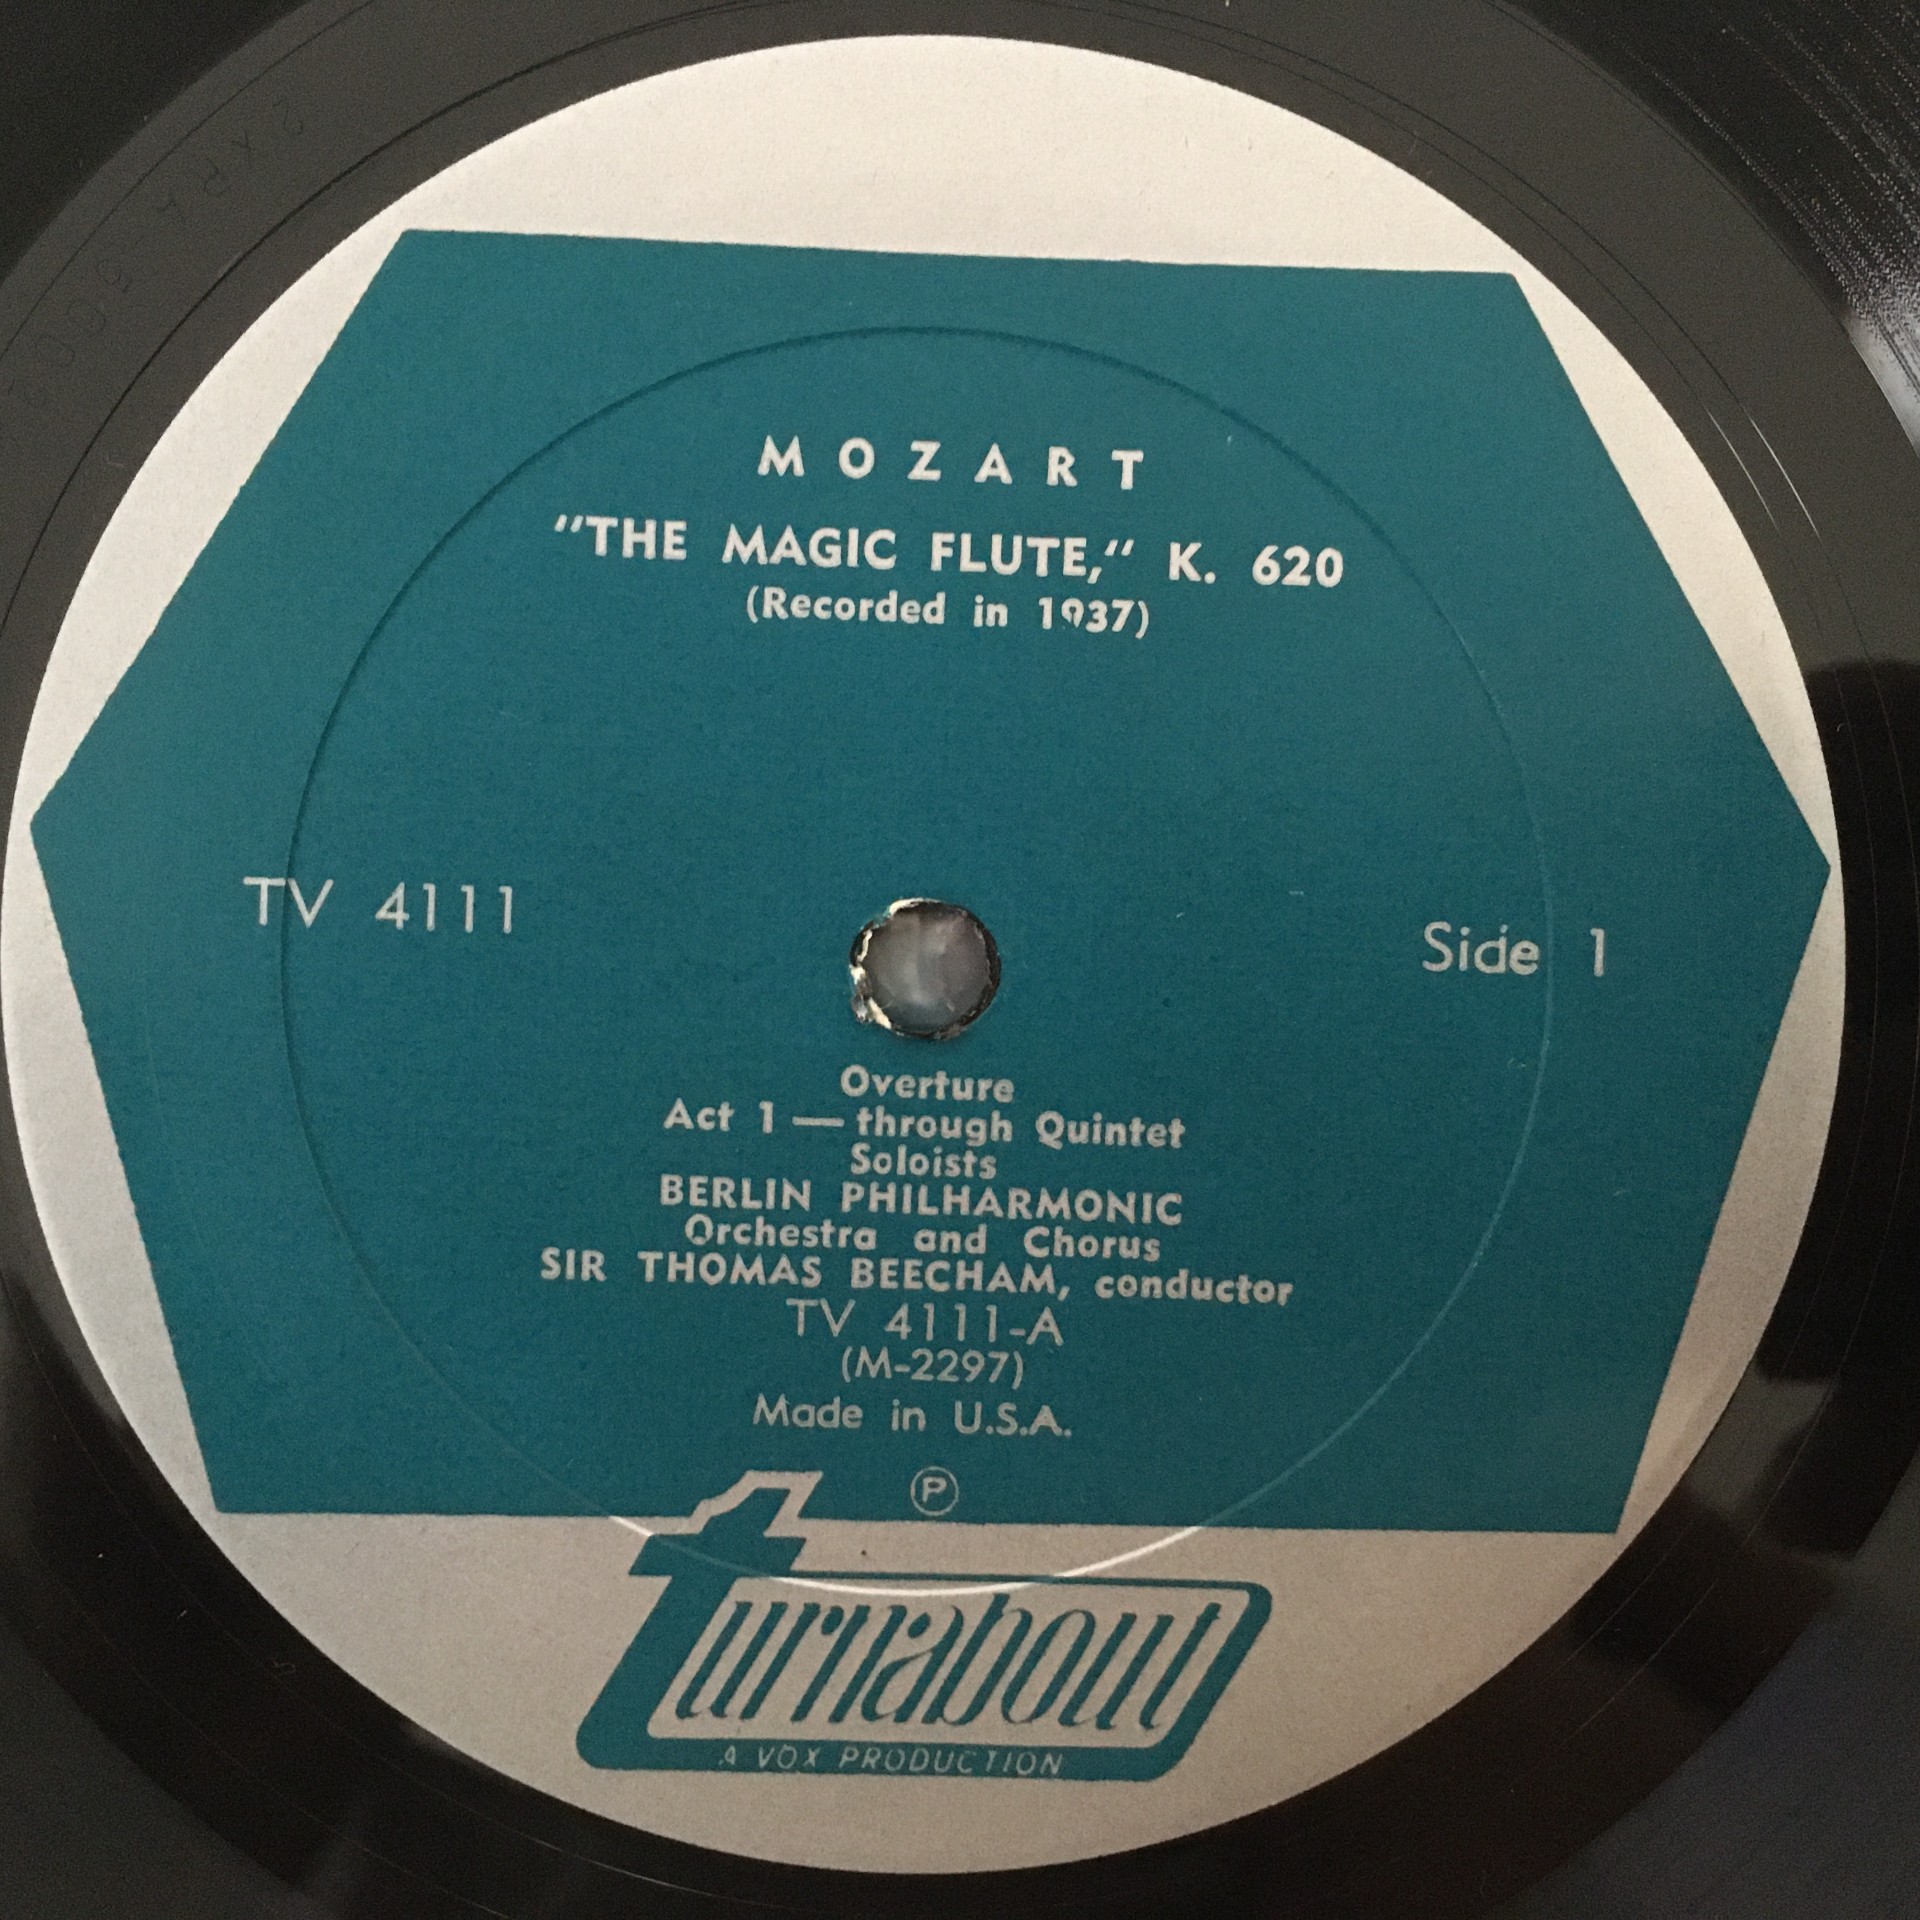 MOZART
"THE MAGIC FLUTE," K. 620
(Recorded in 1937)
TV 4111
Side 1
Overture
Act 1 — through Quintet
Soloists
BERLIN PHILHARMONIC
Orchestra and Chorus
SIR THOMAS BEECHAM, conductor
TV 4111-A
(M-2297)
Made in U.S.A.
Ⓟ
turnabout
A VOX PRODUCTION